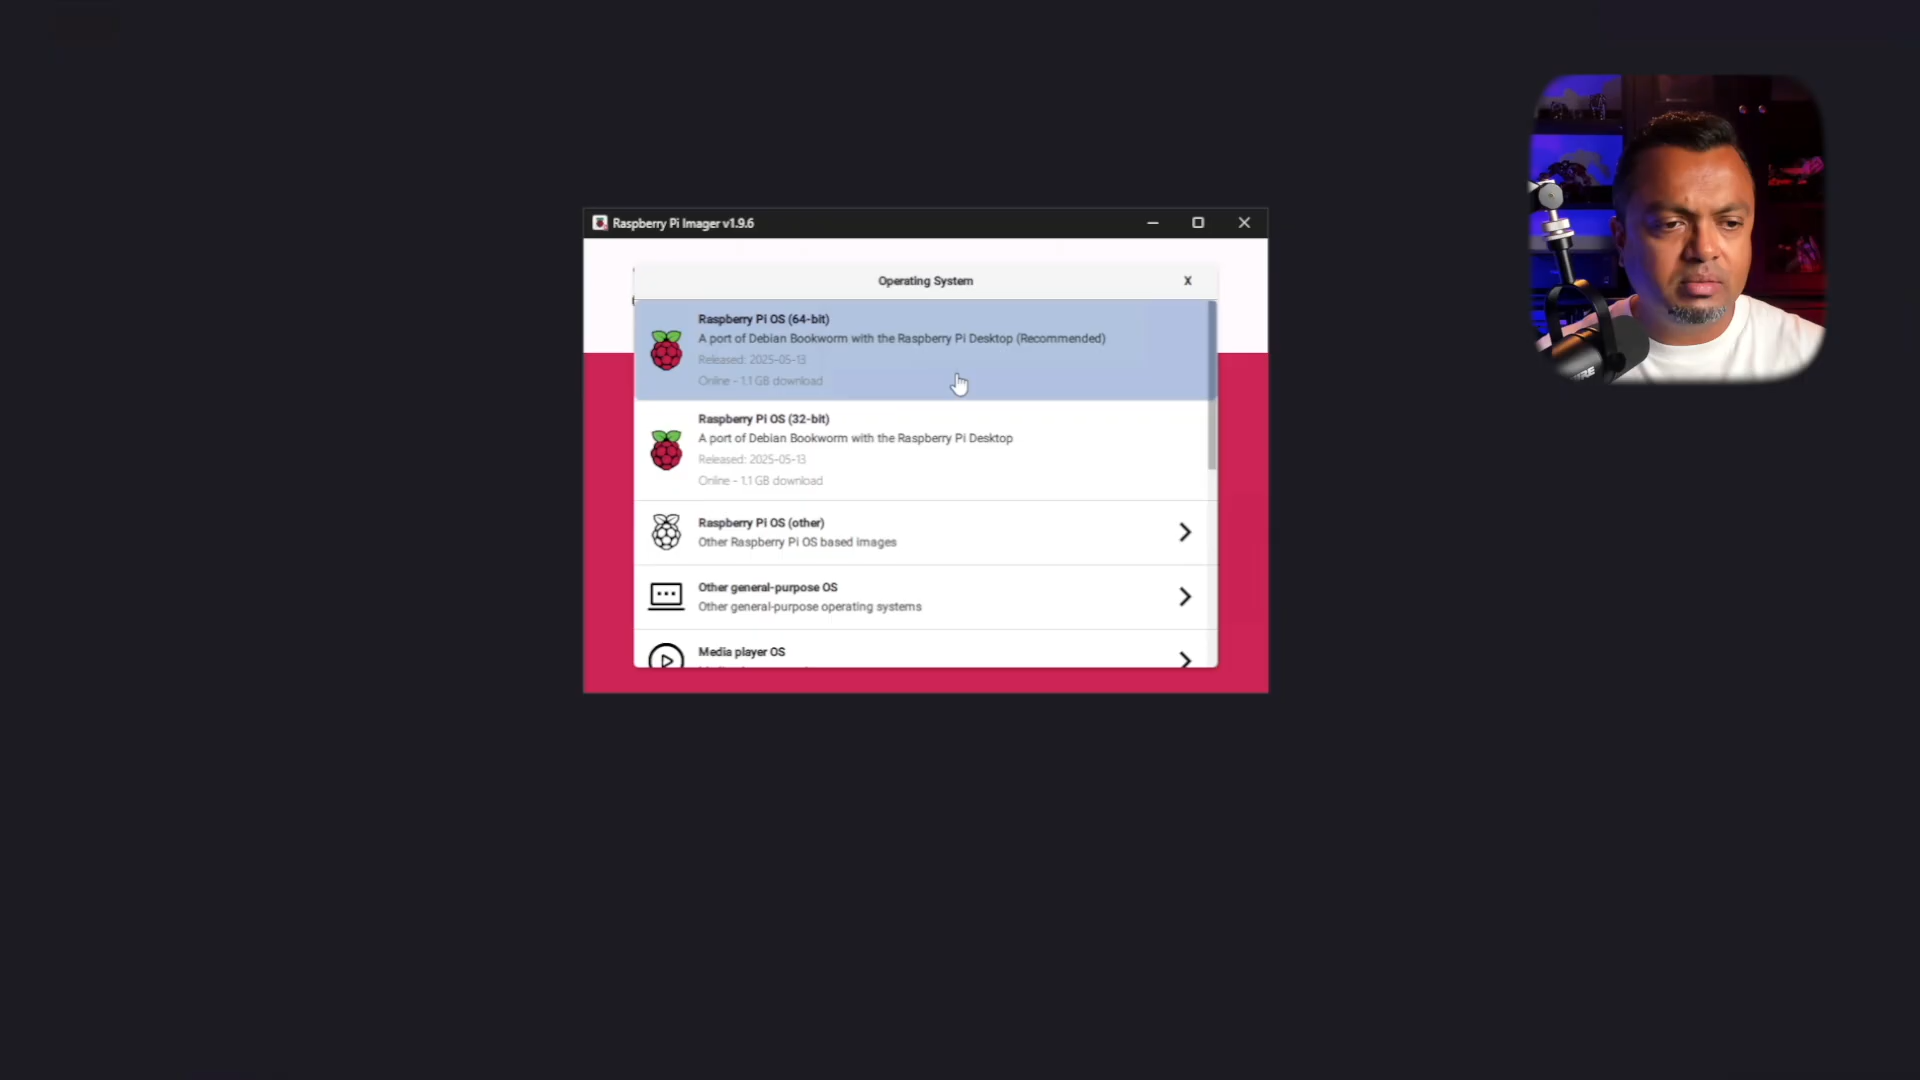 Raspberry Pi Imager v1.9.6
Operating System
X
Raspberry Pi OS (64-bit)
A port of Debian Bookworm with the Raspberry Pi Desktop (Recommended)
Released: 2025-05-13
Online - 1.1 GB download
Raspberry Pi OS (32-bit)
A port of Debian Bookworm with the Raspberry Pi Desktop
Released: 2025-05-13
Online - 1.1 GB download
Raspberry Pi OS (other)
Other Raspberry Pi OS based images
Other general-purpose OS
Other general-purpose operating systems
Media player OS